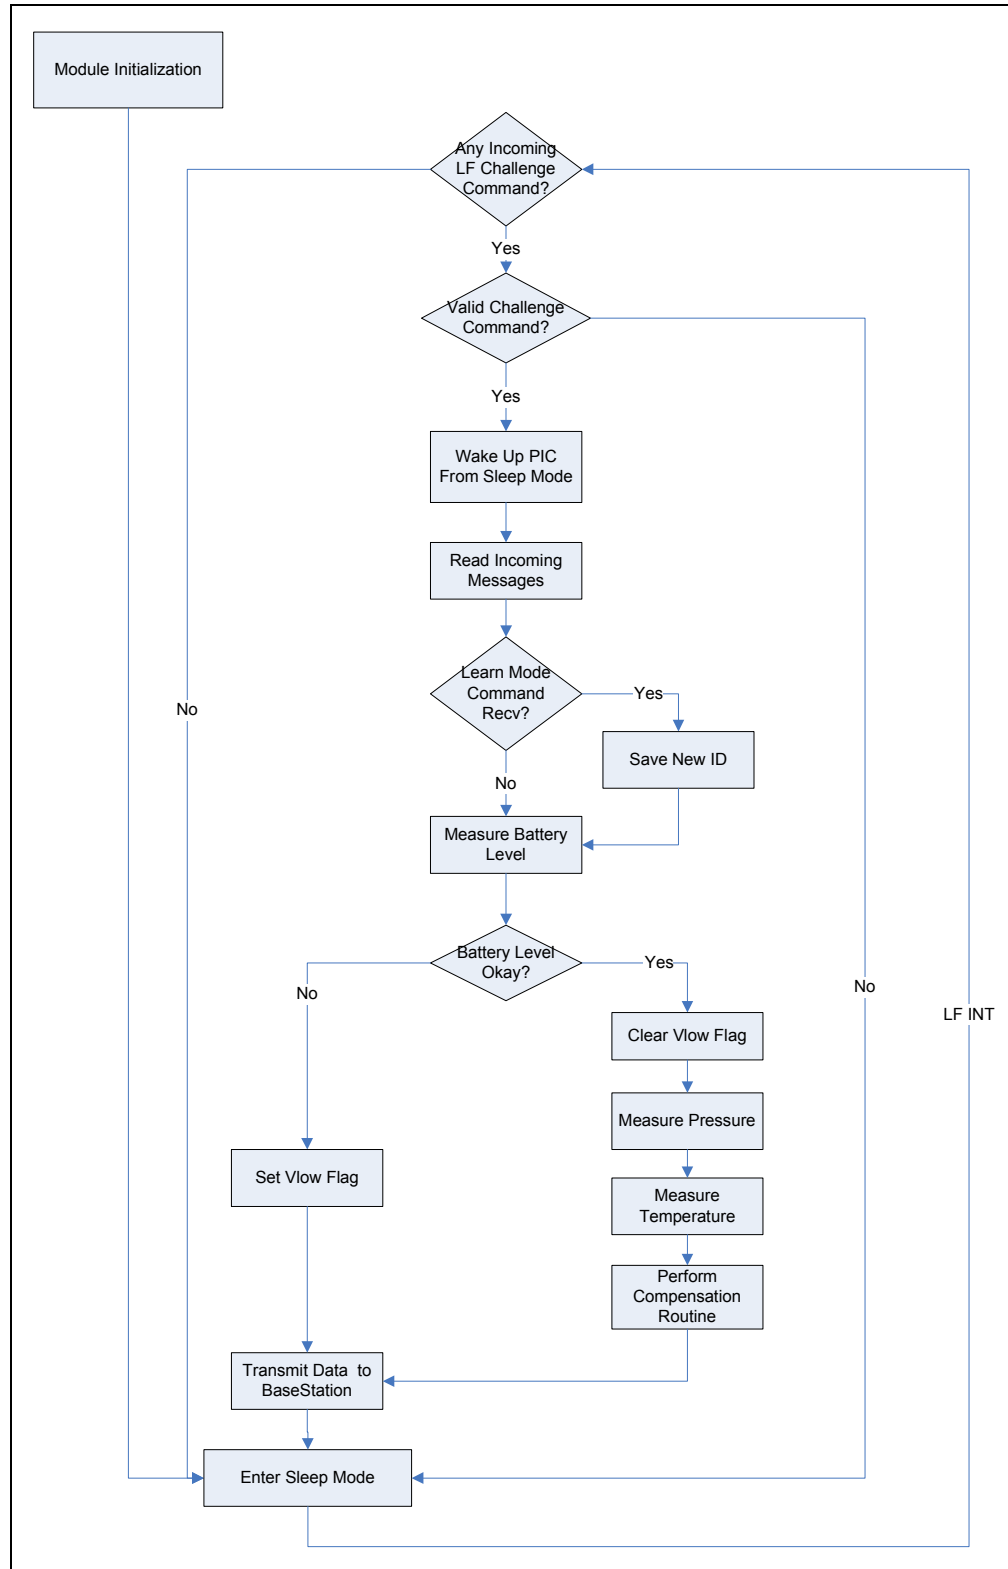 Module Initialization
Any Incoming
LF Challenge
Command?
Yes
Valid Challenge
Command?
Yes
Wake Up PIC
From Sleep Mode
Read Incoming
Messages
Learn Mode
Command
Recv?
Yes
No
Save New ID
No
Measure Battery
Level
Battery Level
Okay?
Yes
No
No
LF INT
Clear Vlow Flag
Measure Pressure
Set Vlow Flag
Measure
Temperature
Perform
Compensation
Routine
Transmit Data to
BaseStation
Enter Sleep Mode